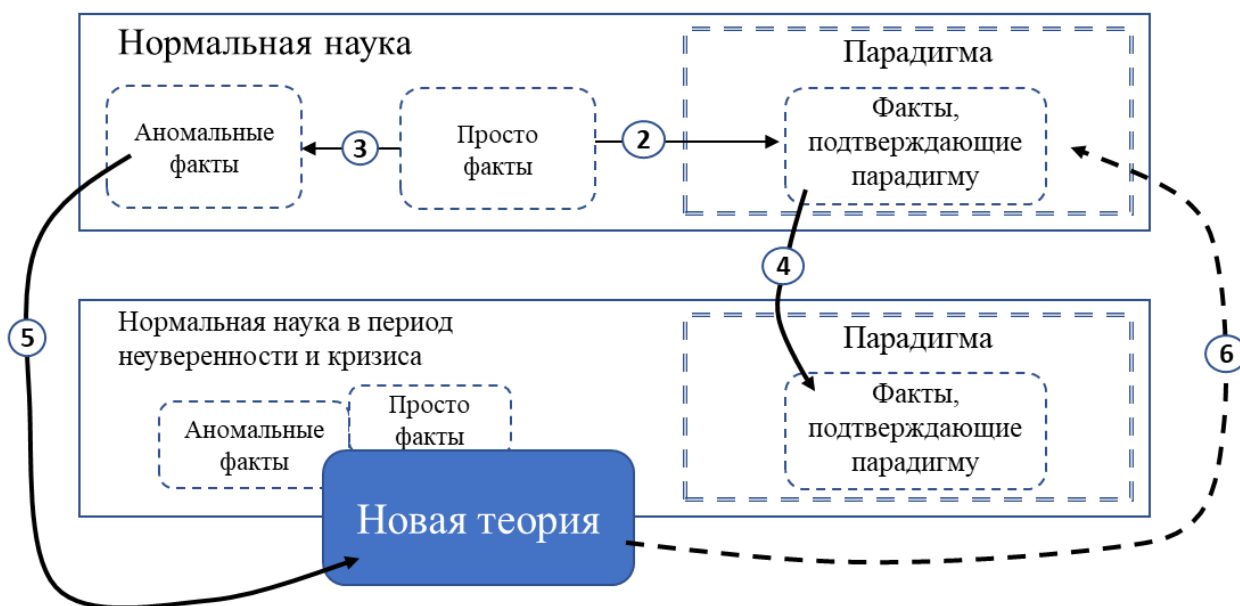 Нормальная наука
Парадигма
Аномальные
факты
3
Просто
факты
2
Факты,
подтверждающие
парадигму
4
5
6
Нормальная наука в период
неуверенности и кризиса
Парадигма
Аномальные
факты
Просто
факты
Факты,
подтверждающие
парадигму
Новая теория